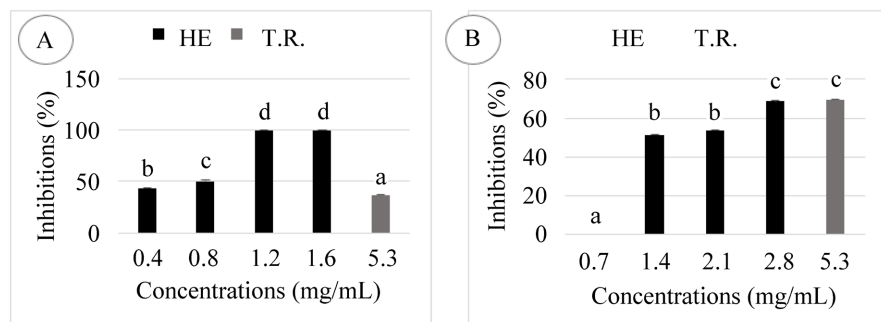 A
HE T.R.
150
100
50
0
b c d d a
0.4 0.8 1.2 1.6 5.3
Inhibitions (%)
Concentrations (mg/mL)
B
HE T.R.
80
60
40
20
0
a b b c c
0.7 1.4 2.1 2.8 5.3
Inhibitions (%)
Concentrations (mg/mL)